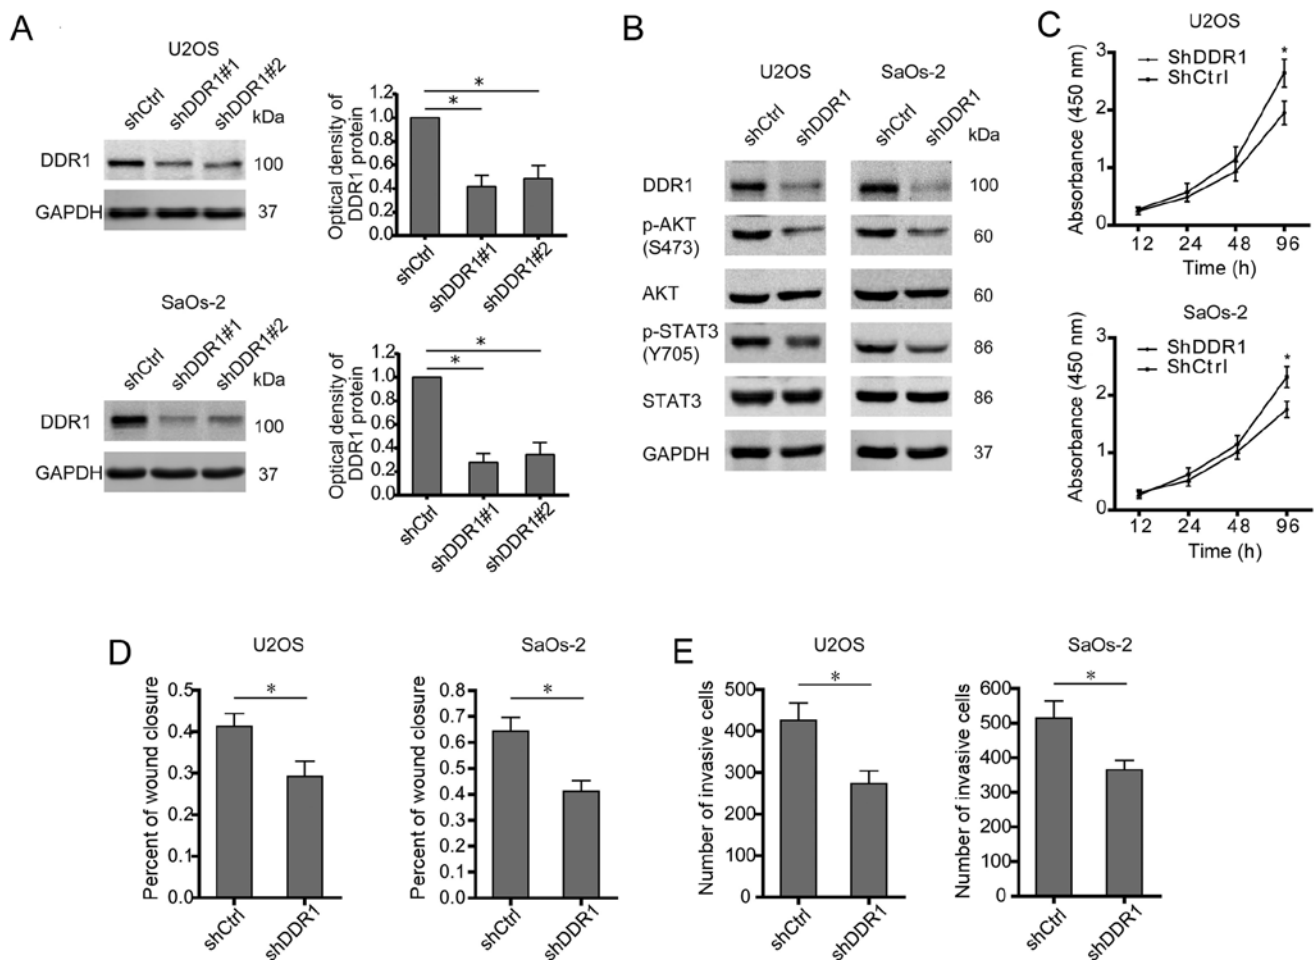 A
U2OS
shCtrl
shDDR1#1
shDDR1#2
kDa
DDR1
100
GAPDH
37
Optical density of
DDR1 protein
1.2
1.0
0.8
0.6
0.4
1.2
0.0
*
*
shCtrl
shDDR1#1
shDDR1#2
SaOs-2
shCtrl
shDDR1#1
shDDR1#2
kDa
DDR1
100
GAPDH
37
Optical density of
DDR1 protein
1.2
1.0
0.8
0.6
0.4
0.2
0.0
*
*
shCtrl
shDDR1#1
shDDR1#2
B
U2OS
SaOs-2
shCtrl
shDDR1
shCtrl
shDDR1
kDa
DDR1
100
p-AKT
(S473)
60
AKT
60
p-STAT3
(Y705)
86
STAT3
86
GAPDH
37
C
U2OS
Absorbance (450 nm)
3
2
1
0
ShDDR1
ShCtrl
*
12 24 48 96
Time (h)
SaOs-2
Absorbance (450 nm)
3
2
1
0
ShDDR1
ShCtrl
*
12 24 48 96
Time (h)
D
U2OS
Percent of wound closure
0.5
0.4
0.3
0.4
0.1
0.0
*
shCtrl
shDDR1
SaOs-2
Percent of wound closure
0.8
0.7
0.6
0.5
0.4
0.3
0.2
0.1
0.0
*
shCtrl
shDDR1
E
U2OS
Number of invasive cells
500
400
300
200
400
0
*
shCtrl
shDDR1
SaOs-2
Number of invasive cells
600
500
400
300
200
400
0
*
shCtrl
shDDR1